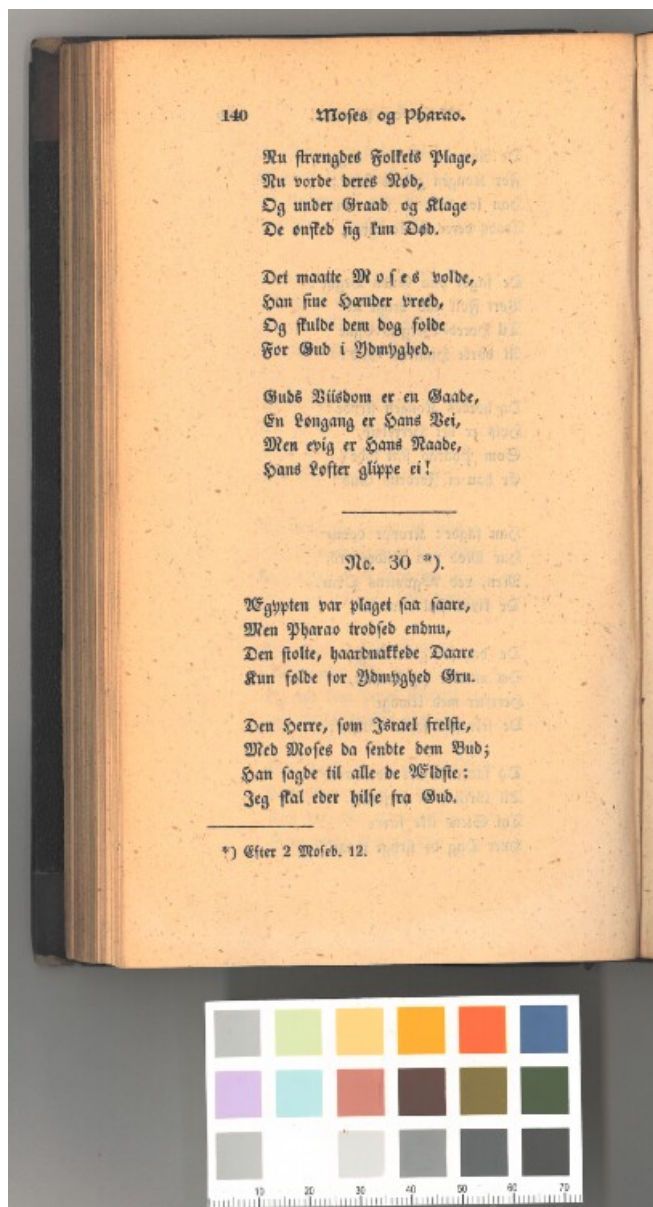 140 Moses og Pharao.
Nu strængdes Folkets Plage,
Nu vorde deres Nød,
Og under Graad og Klage
De ønsked sig kun Død.
Det maatte Moses volde,
Han sine Hænder vreed,
Og skulde dem dog folde
For Gud i Ydmyghed.
Guds Viisdom er en Gaade,
En Løngang er Hans Vei,
Men evig er Hans Naade,
Hans Løfter glippe ei!
No. 30 *).
Ægypten var plaget saa saare,
Men Pharao trodsed endnu,
Den stolte, haardnakkede Daare
Kun følde for Ydmyghed Gru.
Den Herre, som Israel frelste,
Med Moses da sendte dem Bud;
Han sagde til alle de Ældste:
Jeg skal eder hilse fra Gud.
*) Efter 2 Moseb. 12.
10 20 30 40 50 60 70